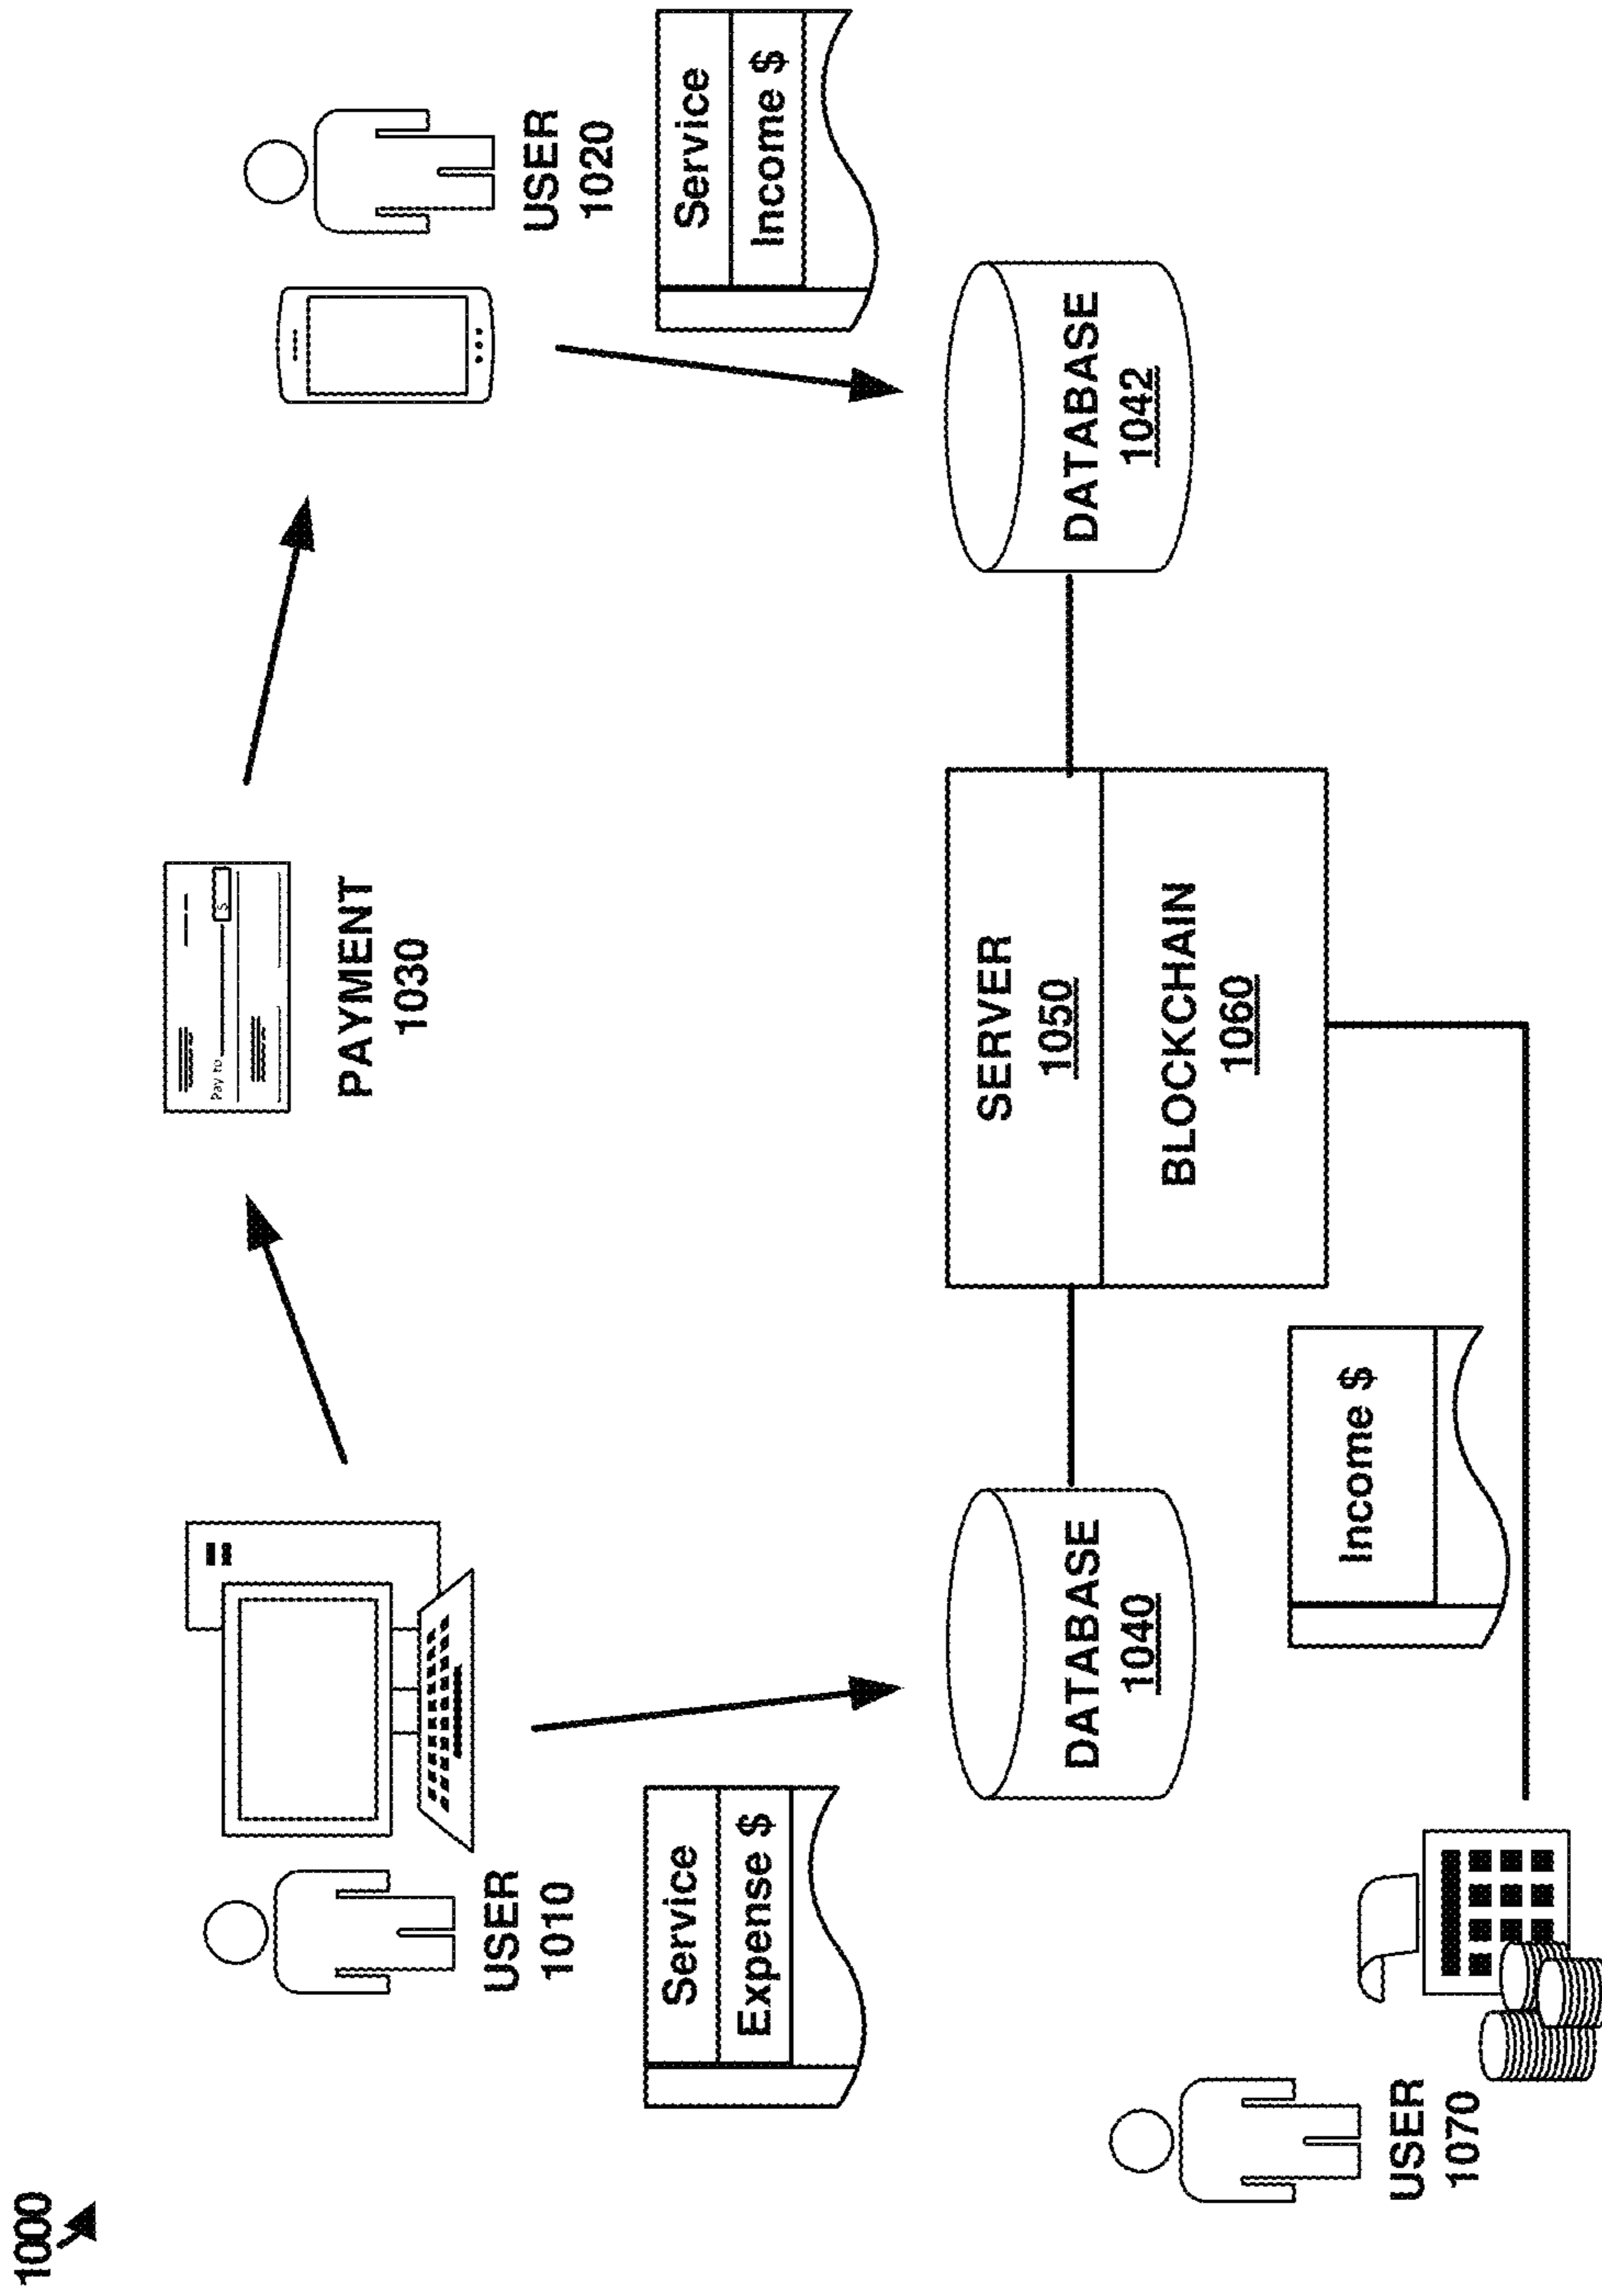 1000
USER
1010
Pay to
$
PAYMENT
1030
USER
1020
Service
Expense $
Service
Income $
DATABASE
1040
SERVER
1050
BLOCKCHAIN
1060
DATABASE
1042
Income $
USER
1070